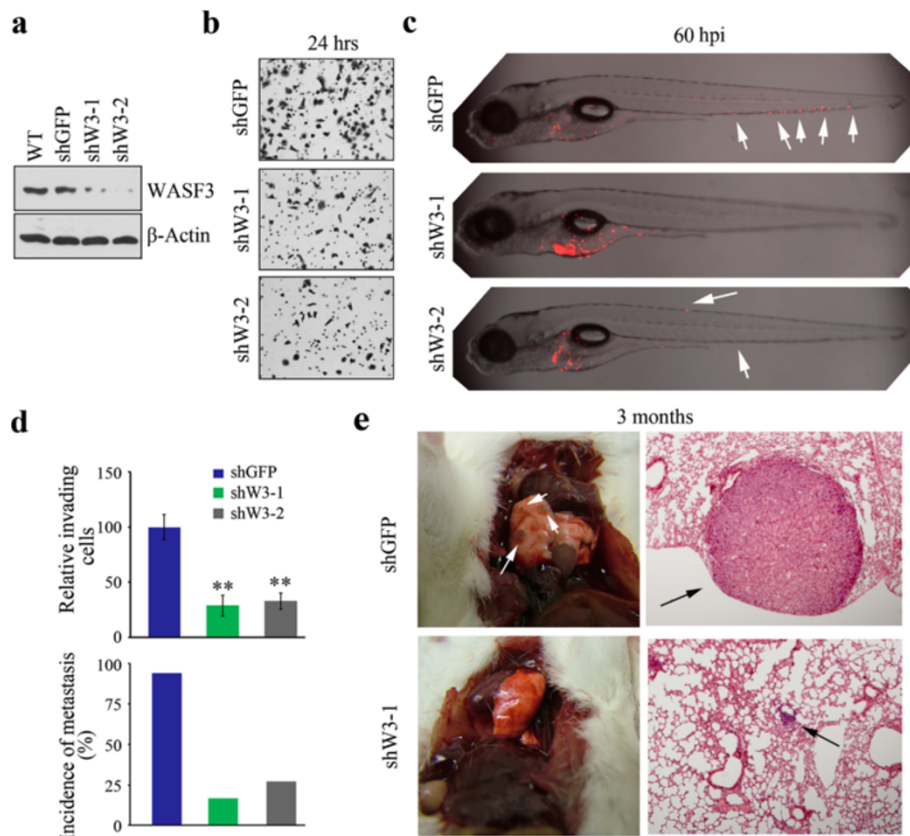 a
WT
shGFP
shW3-1
shW3-2
WASF3
β-Actin
b
24 hrs
shGFP
shW3-1
shW3-2
c
60 hpi
shGFP
shW3-1
shW3-2
d
150
100
50
0
Relative invading
cells
shGFP
shW3-1
shW3-2
**
**
100
75
50
25
0
Incidence of metastasis
(%)
e
3 months
shGFP
shW3-1